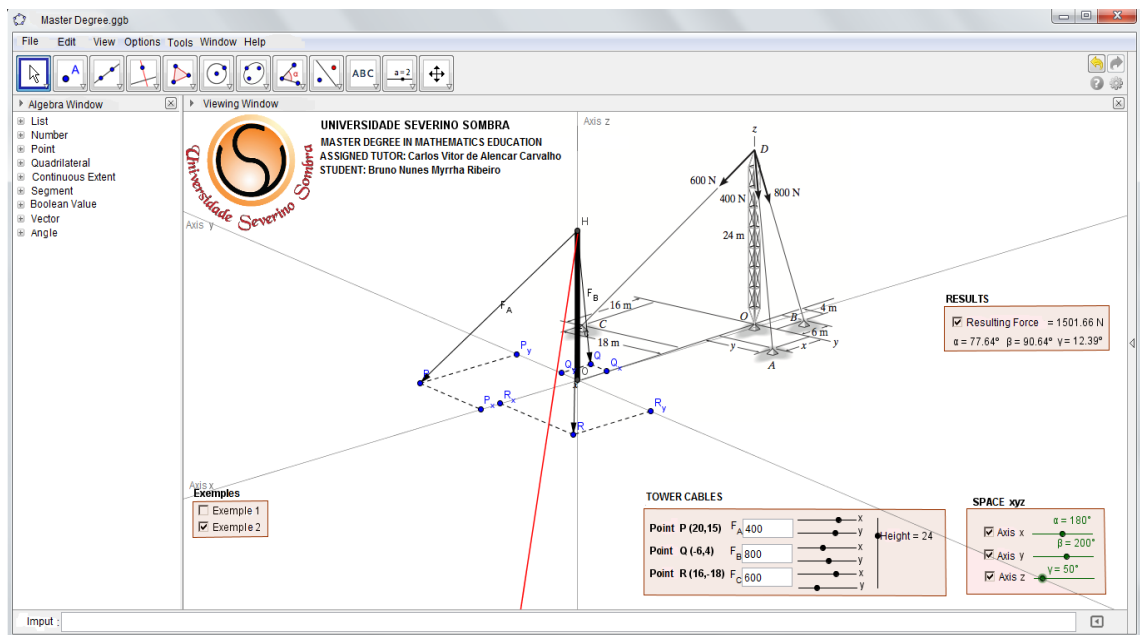 Master Degree.ggb
File Edit View Options Tools Window Help
A
α
ABC
a=2
Algebra Window
Viewing Window
List
Number
Point
Quadrilateral
Continuous Extent
Segment
Boolean Value
Vector
Angle
Universidade Severino Sombra
UNIVERSIDADE SEVERINO SOMBRA
MASTER DEGREE IN MATHEMATICS EDUCATION
ASSIGNED TUTOR: Carlos Vitor de Alencar Carvalho
STUDENT: Bruno Nunes Myrrha Ribeiro
Axis z
Axis y
Axis x
z
D
600 N
400 N
800 N
24 m
16 m
C
18 m
O
B
4 m
6 m
y
x
y
A
H
F_A
F_B
P_y
P
P_x
R_x
Q_y
Q
Q_x
O
R
R_y
RESULTS
Resulting Force = 1501.66 N
α = 77.64° β = 90.64° γ = 12.39°
Exemples
Exemple 1
Exemple 2
TOWER CABLES
Point P (20,15) F_A 400 x y
Point Q (-6,4) F_B 800 x y
Point R (16,-18) F_C 600 x y
Height = 24
SPACE xyz
Axis x α = 180°
Axis y β = 200°
Axis z γ = 50°
Imput :